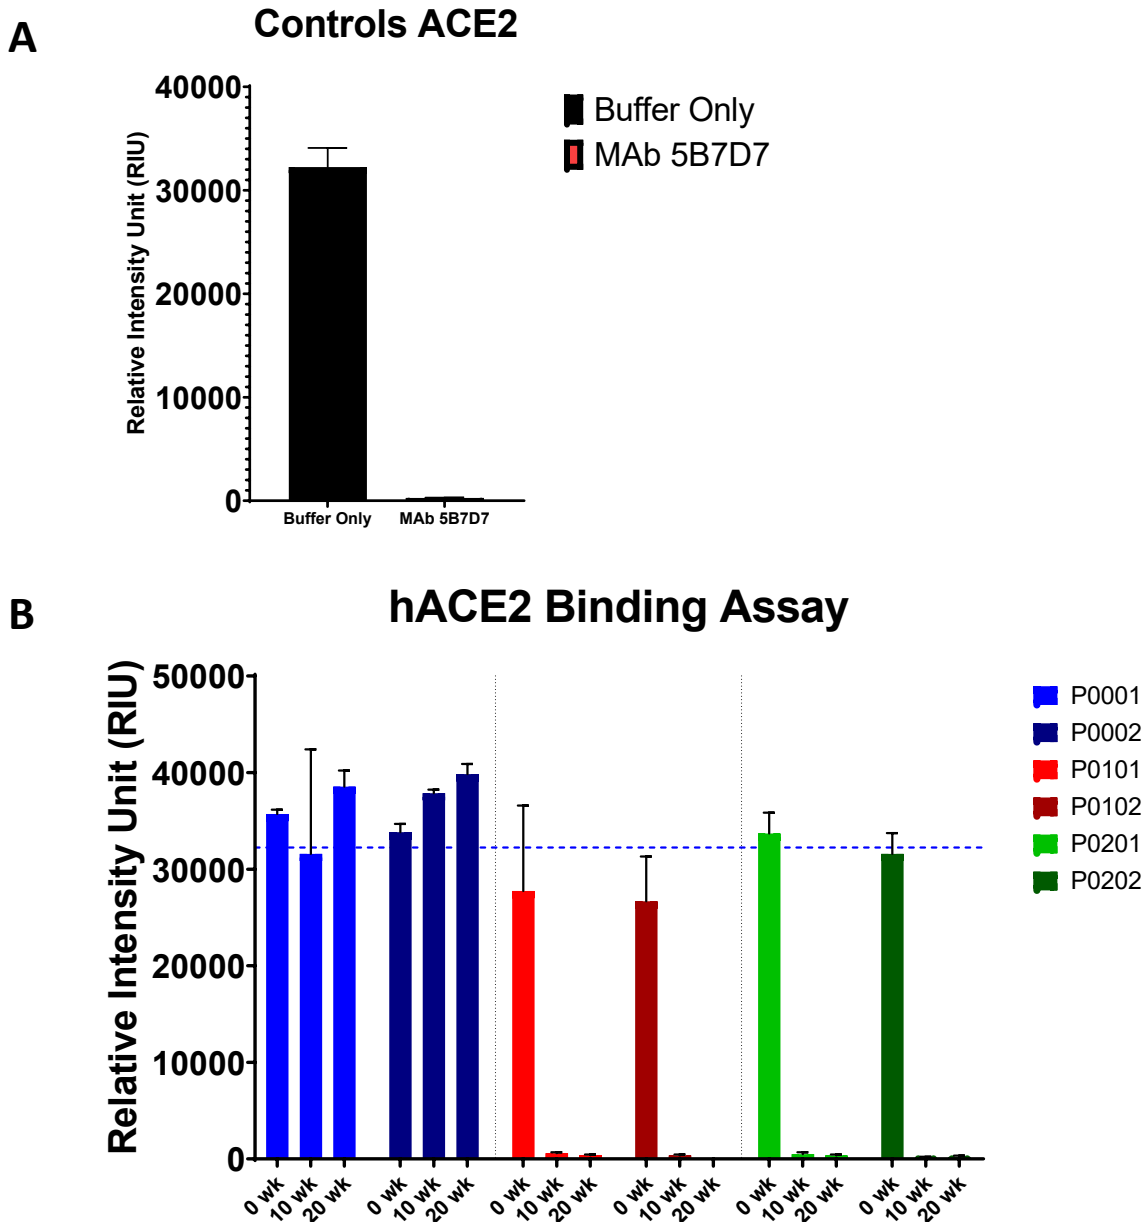 A
Controls ACE2
Relative Intensity Unit (RIU)
40000
30000
20000
10000
0
Buffer Only
MAb 5B7D7
Buffer Only
MAb 5B7D7
B
hACE2 Binding Assay
Relative Intensity Unit (RIU)
50000
40000
30000
20000
10000
0
0 wk
10 wk
20 wk
0 wk
10 wk
20 wk
0 wk
10 wk
20 wk
0 wk
10 wk
20 wk
0 wk
10 wk
20 wk
0 wk
10 wk
20 wk
P0001
P0002
P0101
P0102
P0201
P0202